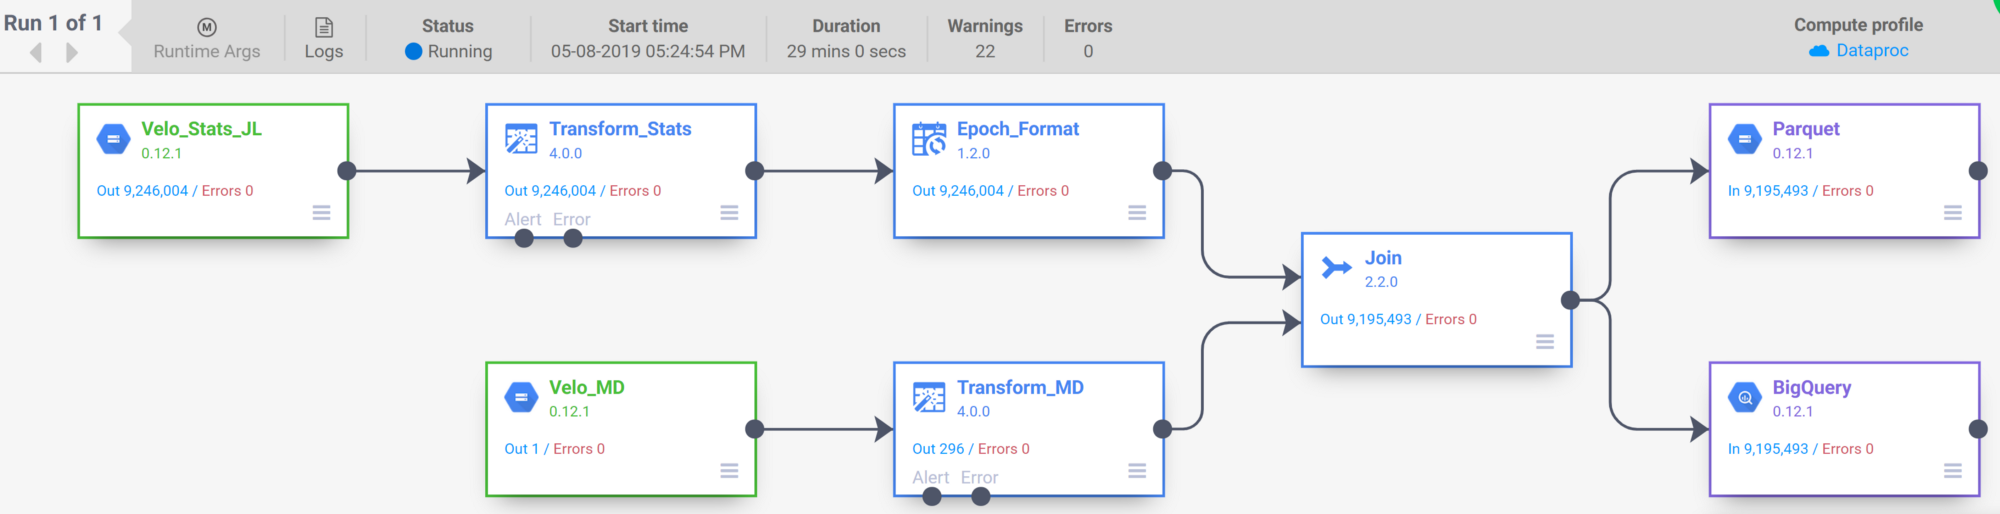 Run 1 of 1
Runtime Args
Logs
Status
Running
Start time
05-08-2019 05:24:54 PM
Duration
29 mins 0 secs
Warnings
22
Errors
0
Compute profile
Dataproc
Velo_Stats_JL
0.12.1
Out 9,246,004 / Errors 0
Transform_Stats
4.0.0
Out 9,246,004 / Errors 0
Alert Error
Epoch_Format
1.2.0
Out 9,246,004 / Errors 0
Join
2.2.0
Out 9,195,493 / Errors 0
Parquet
0.12.1
In 9,195,493 / Errors 0
Velo_MD
0.12.1
Out 1 / Errors 0
Transform_MD
4.0.0
Out 296 / Errors 0
Alert Error
BigQuery
0.12.1
In 9,195,493 / Errors 0